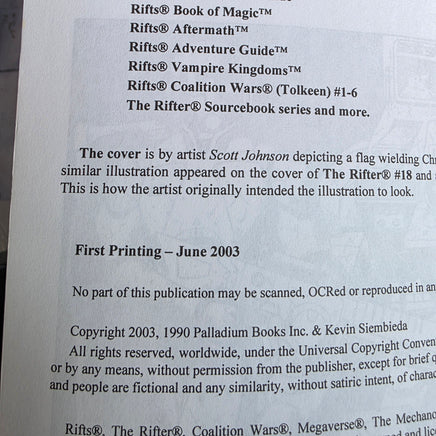 Rifts® Book of Magic™
Rifts® Aftermath™
Rifts® Adventure Guide™
Rifts® Vampire Kingdoms™
Rifts® Coalition Wars® (Tolkeen) #1-6
The Rifter® Sourcebook series and more.
The cover is by artist Scott Johnson depicting a flag wielding
similar illustration appeared on the cover of The Rifter® #18 and
This is how the artist originally intended the illustration to look.
First Printing – June 2003
No part of this publication may be scanned, OCRed or reproduced in
Copyright 2003, 1990 Palladium Books Inc. & Kevin Siembieda
All rights reserved, worldwide, under the Universal Copyright
or by any means, without permission from the publisher, except for brief
and people are fictional and any similarity, without satiric intent, of
Rifts®, The Rifter®, Coalition Wars®, Megaverse®, The